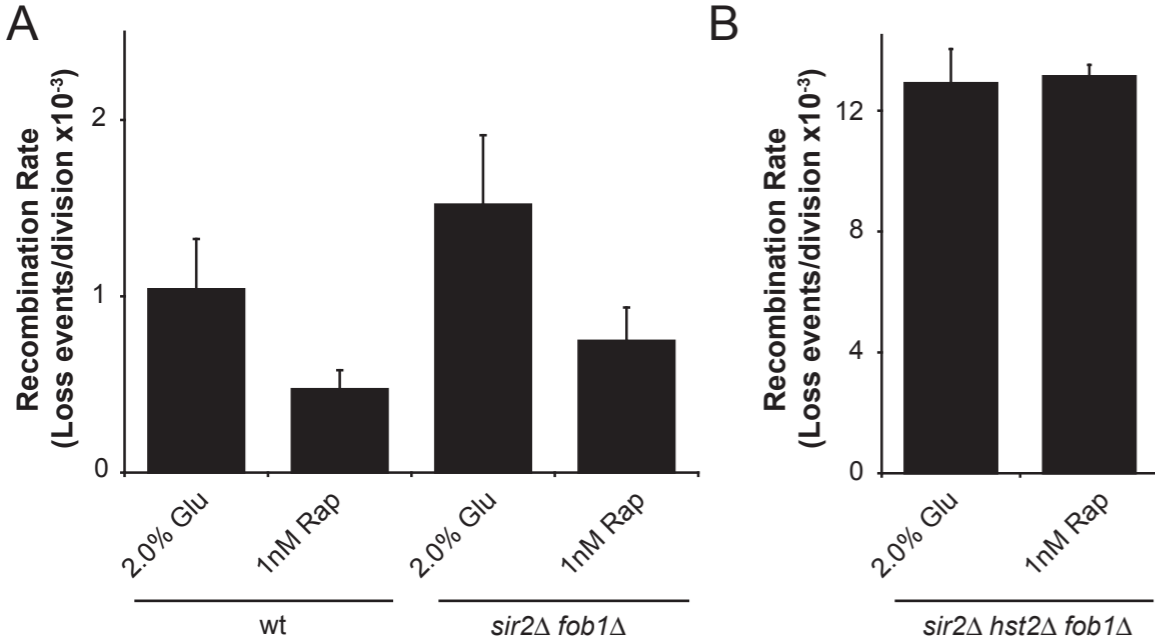 A
Recombination Rate
(Loss events/division x10⁻³)
2
1
0
2.0% Glu
1nM Rap
2.0% Glu
1nM Rap
wt
sir2Δ fob1Δ
B
Recombination Rate
(Loss events/division x10⁻³)
12
8
4
0
2.0% Glu
1nM Rap
sir2Δ hst2Δ fob1Δ